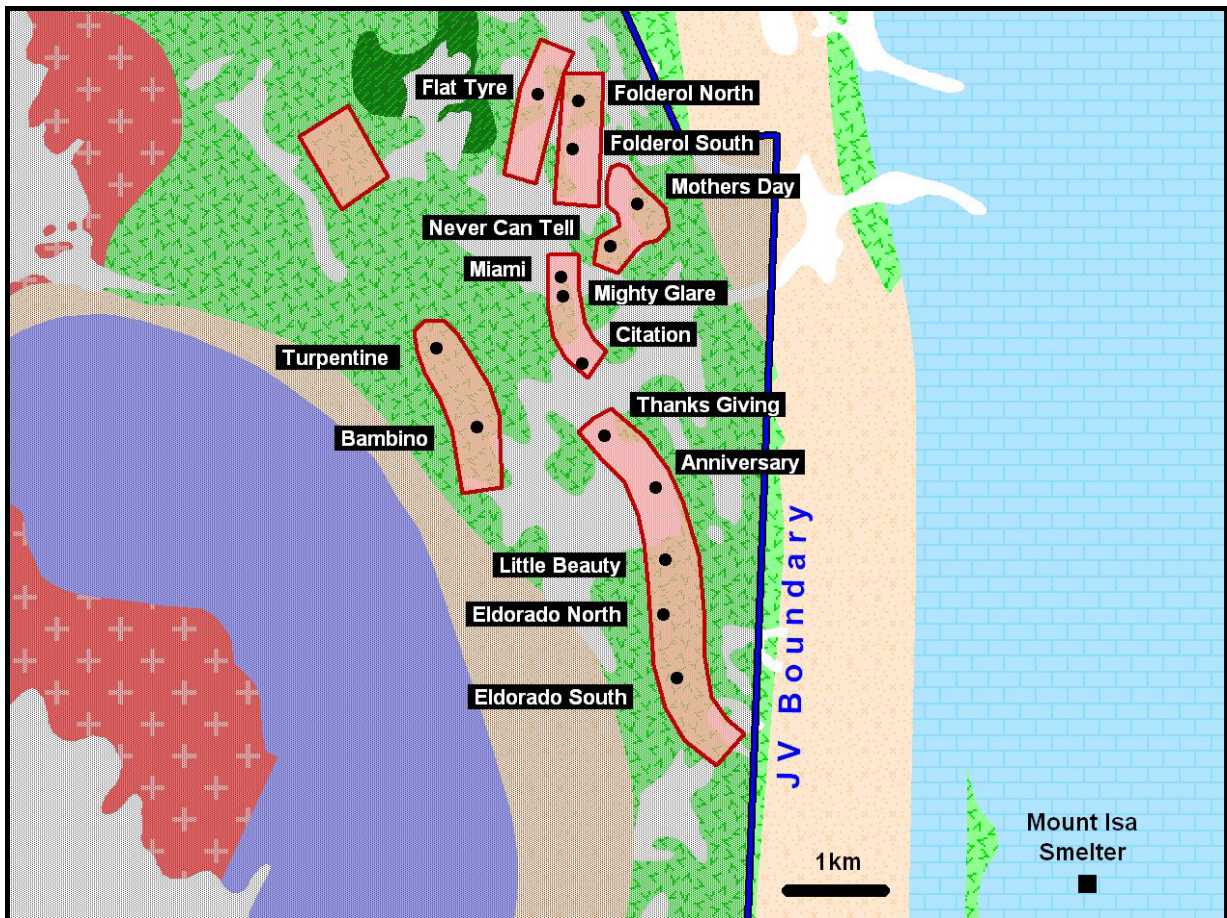 Flat Tyre
Folderol North
Folderol South
Mothers Day
Never Can Tell
Miami
Mighty Glare
Citation
Turpentine
Thanks Giving
Bambino
Anniversary
JV Boundary
Little Beauty
Eldorado North
Eldorado South
Mount Isa
Smelter
1km